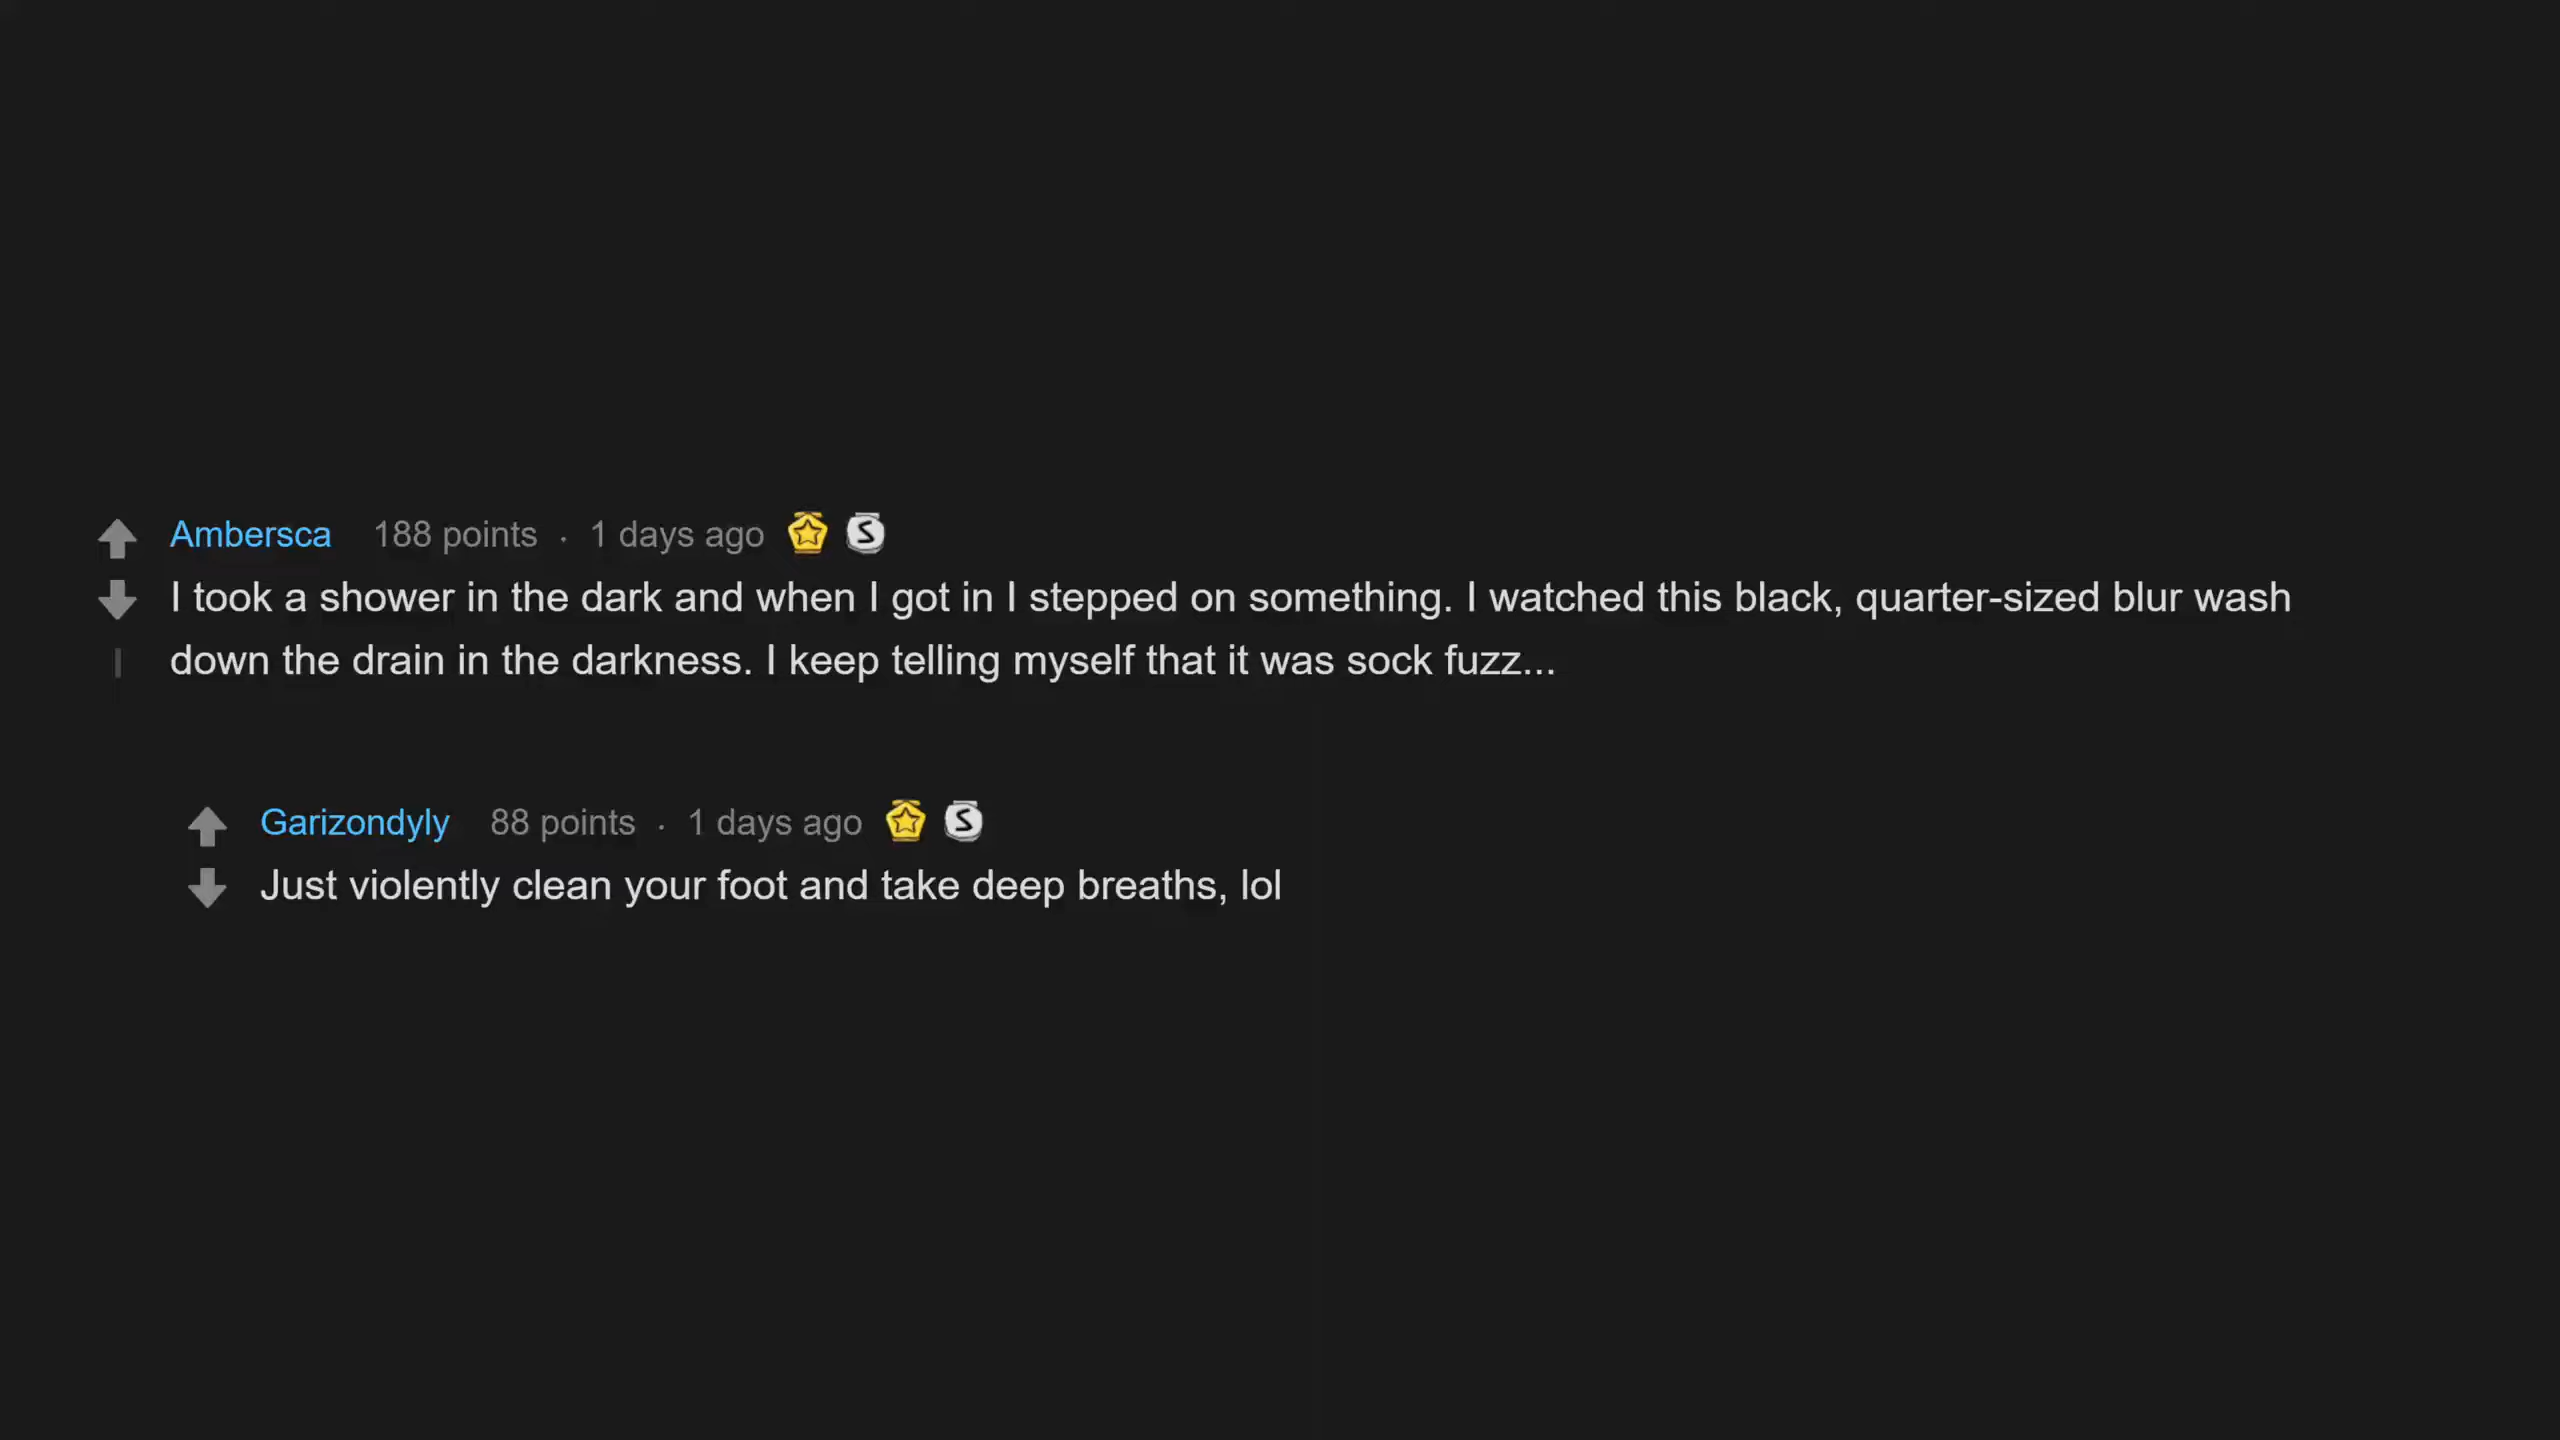 Ambersca 188 points · 1 days ago S
I took a shower in the dark and when I got in I stepped on something. I watched this black, quarter-sized blur wash
down the drain in the darkness. I keep telling myself that it was sock fuzz...
Garizondyly 88 points · 1 days ago S
Just violently clean your foot and take deep breaths, lol